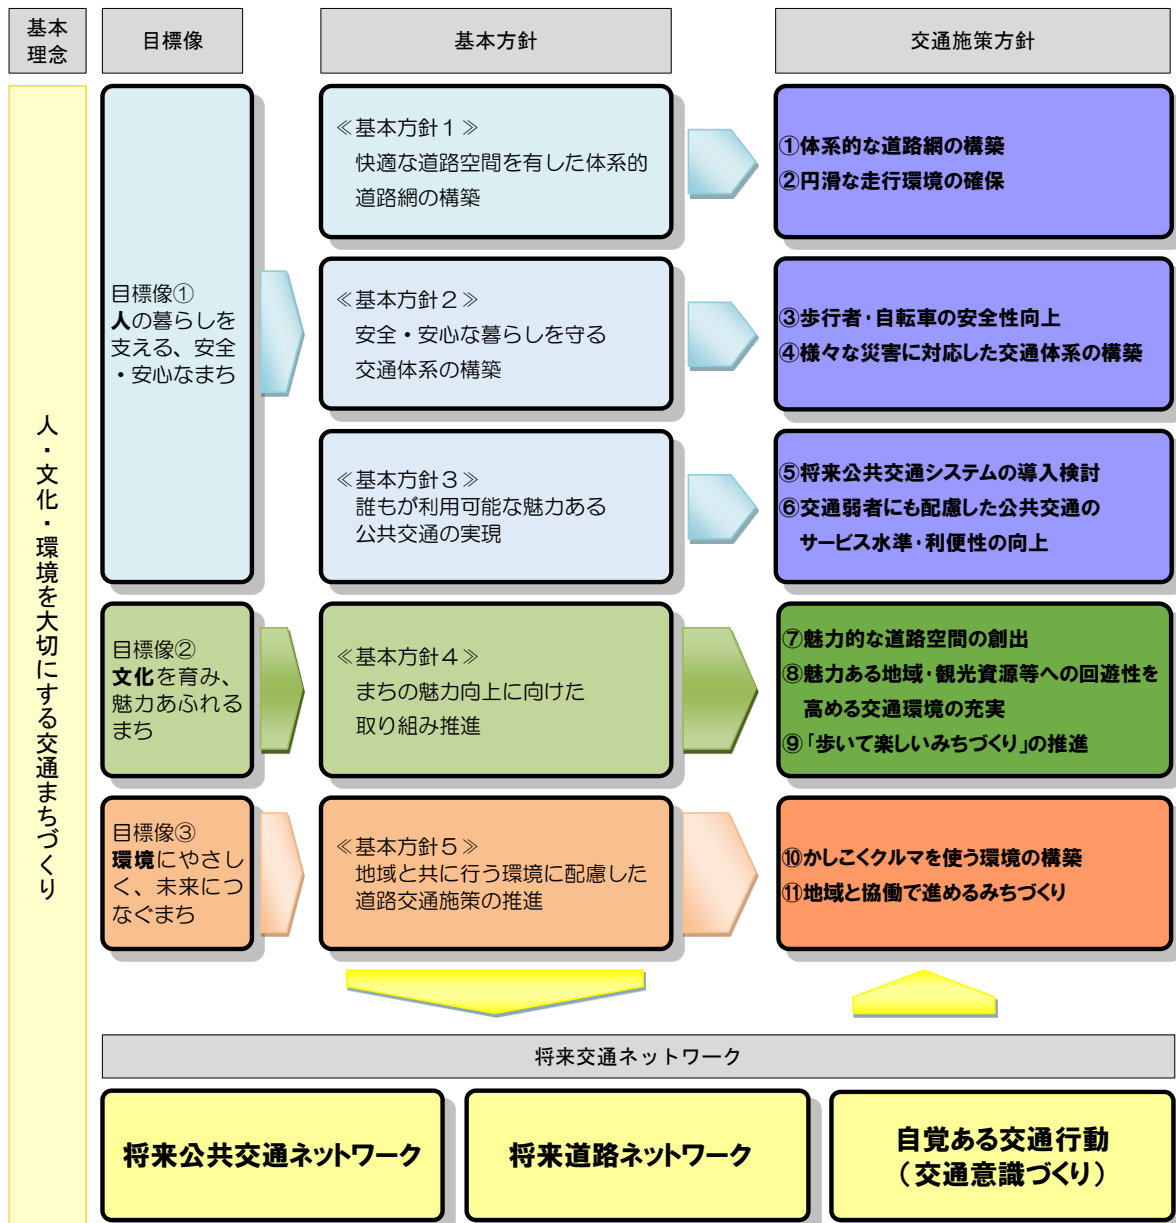 基本
理念
目標像
基本方針
交通施策方針
人・文化・環境を大切にする交通まちづくり
目標像①
人の暮らしを
支える、安全
・安心なまち
≪基本方針１≫
快適な道路空間を有した体系的
道路網の構築
①体系的な道路網の構築
②円滑な走行環境の確保
≪基本方針２≫
安全・安心な暮らしを守る
交通体系の構築
③歩行者・自転車の安全性向上
④様々な災害に対応した交通体系の構築
≪基本方針３≫
誰もが利用可能な魅力ある
公共交通の実現
⑤将来公共交通システムの導入検討
⑥交通弱者にも配慮した公共交通の
サービス水準・利便性の向上
目標像②
文化を育み、
魅力あふれる
まち
≪基本方針４≫
まちの魅力向上に向けた
取り組み推進
⑦魅力的な道路空間の創出
⑧魅力ある地域・観光資源等への回遊性を
高める交通環境の充実
⑨「歩いて楽しいみちづくり」の推進
目標像③
環境にやさし
く、未来につ
なぐまち
≪基本方針５≫
地域と共に行う環境に配慮した
道路交通施策の推進
⑩かしこくクルマを使う環境の構築
⑪地域と協働で進めるみちづくり
将来交通ネットワーク
将来公共交通ネットワーク
将来道路ネットワーク
自覚ある交通行動
（交通意識づくり）